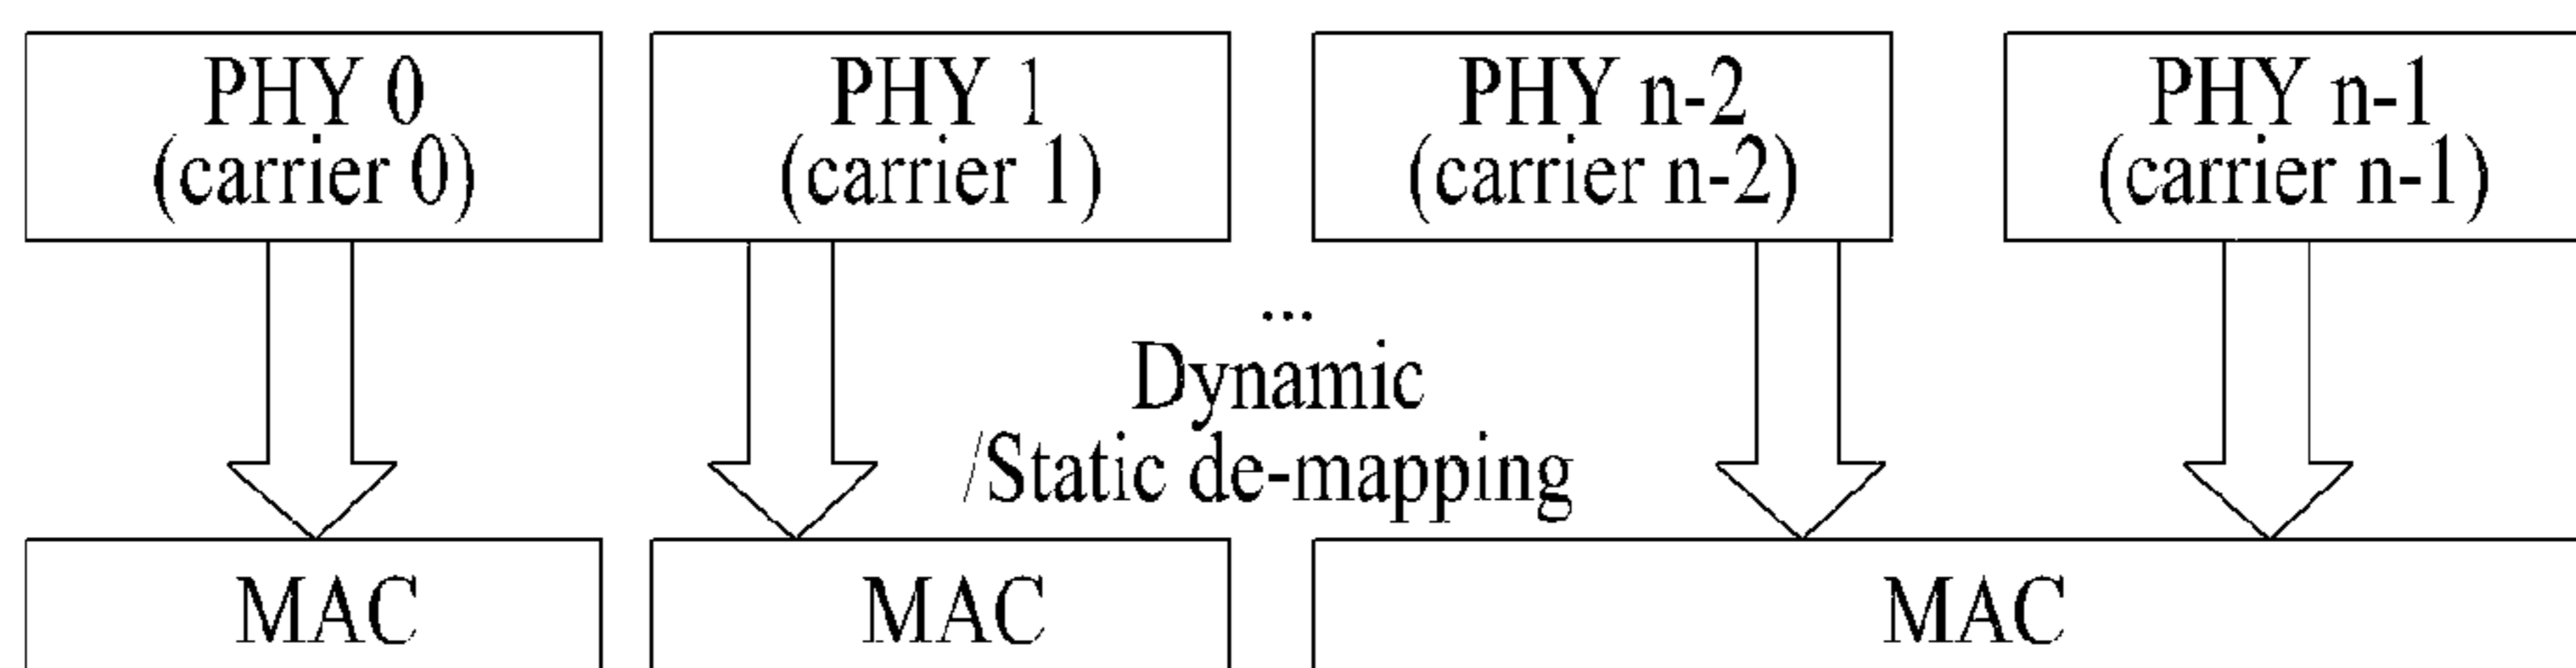 PHY 0
(carrier 0)
PHY 1
(carrier 1)
PHY n-2
(carrier n-2)
PHY n-1
(carrier n-1)
...
Dynamic
/Static de-mapping
MAC
MAC
MAC